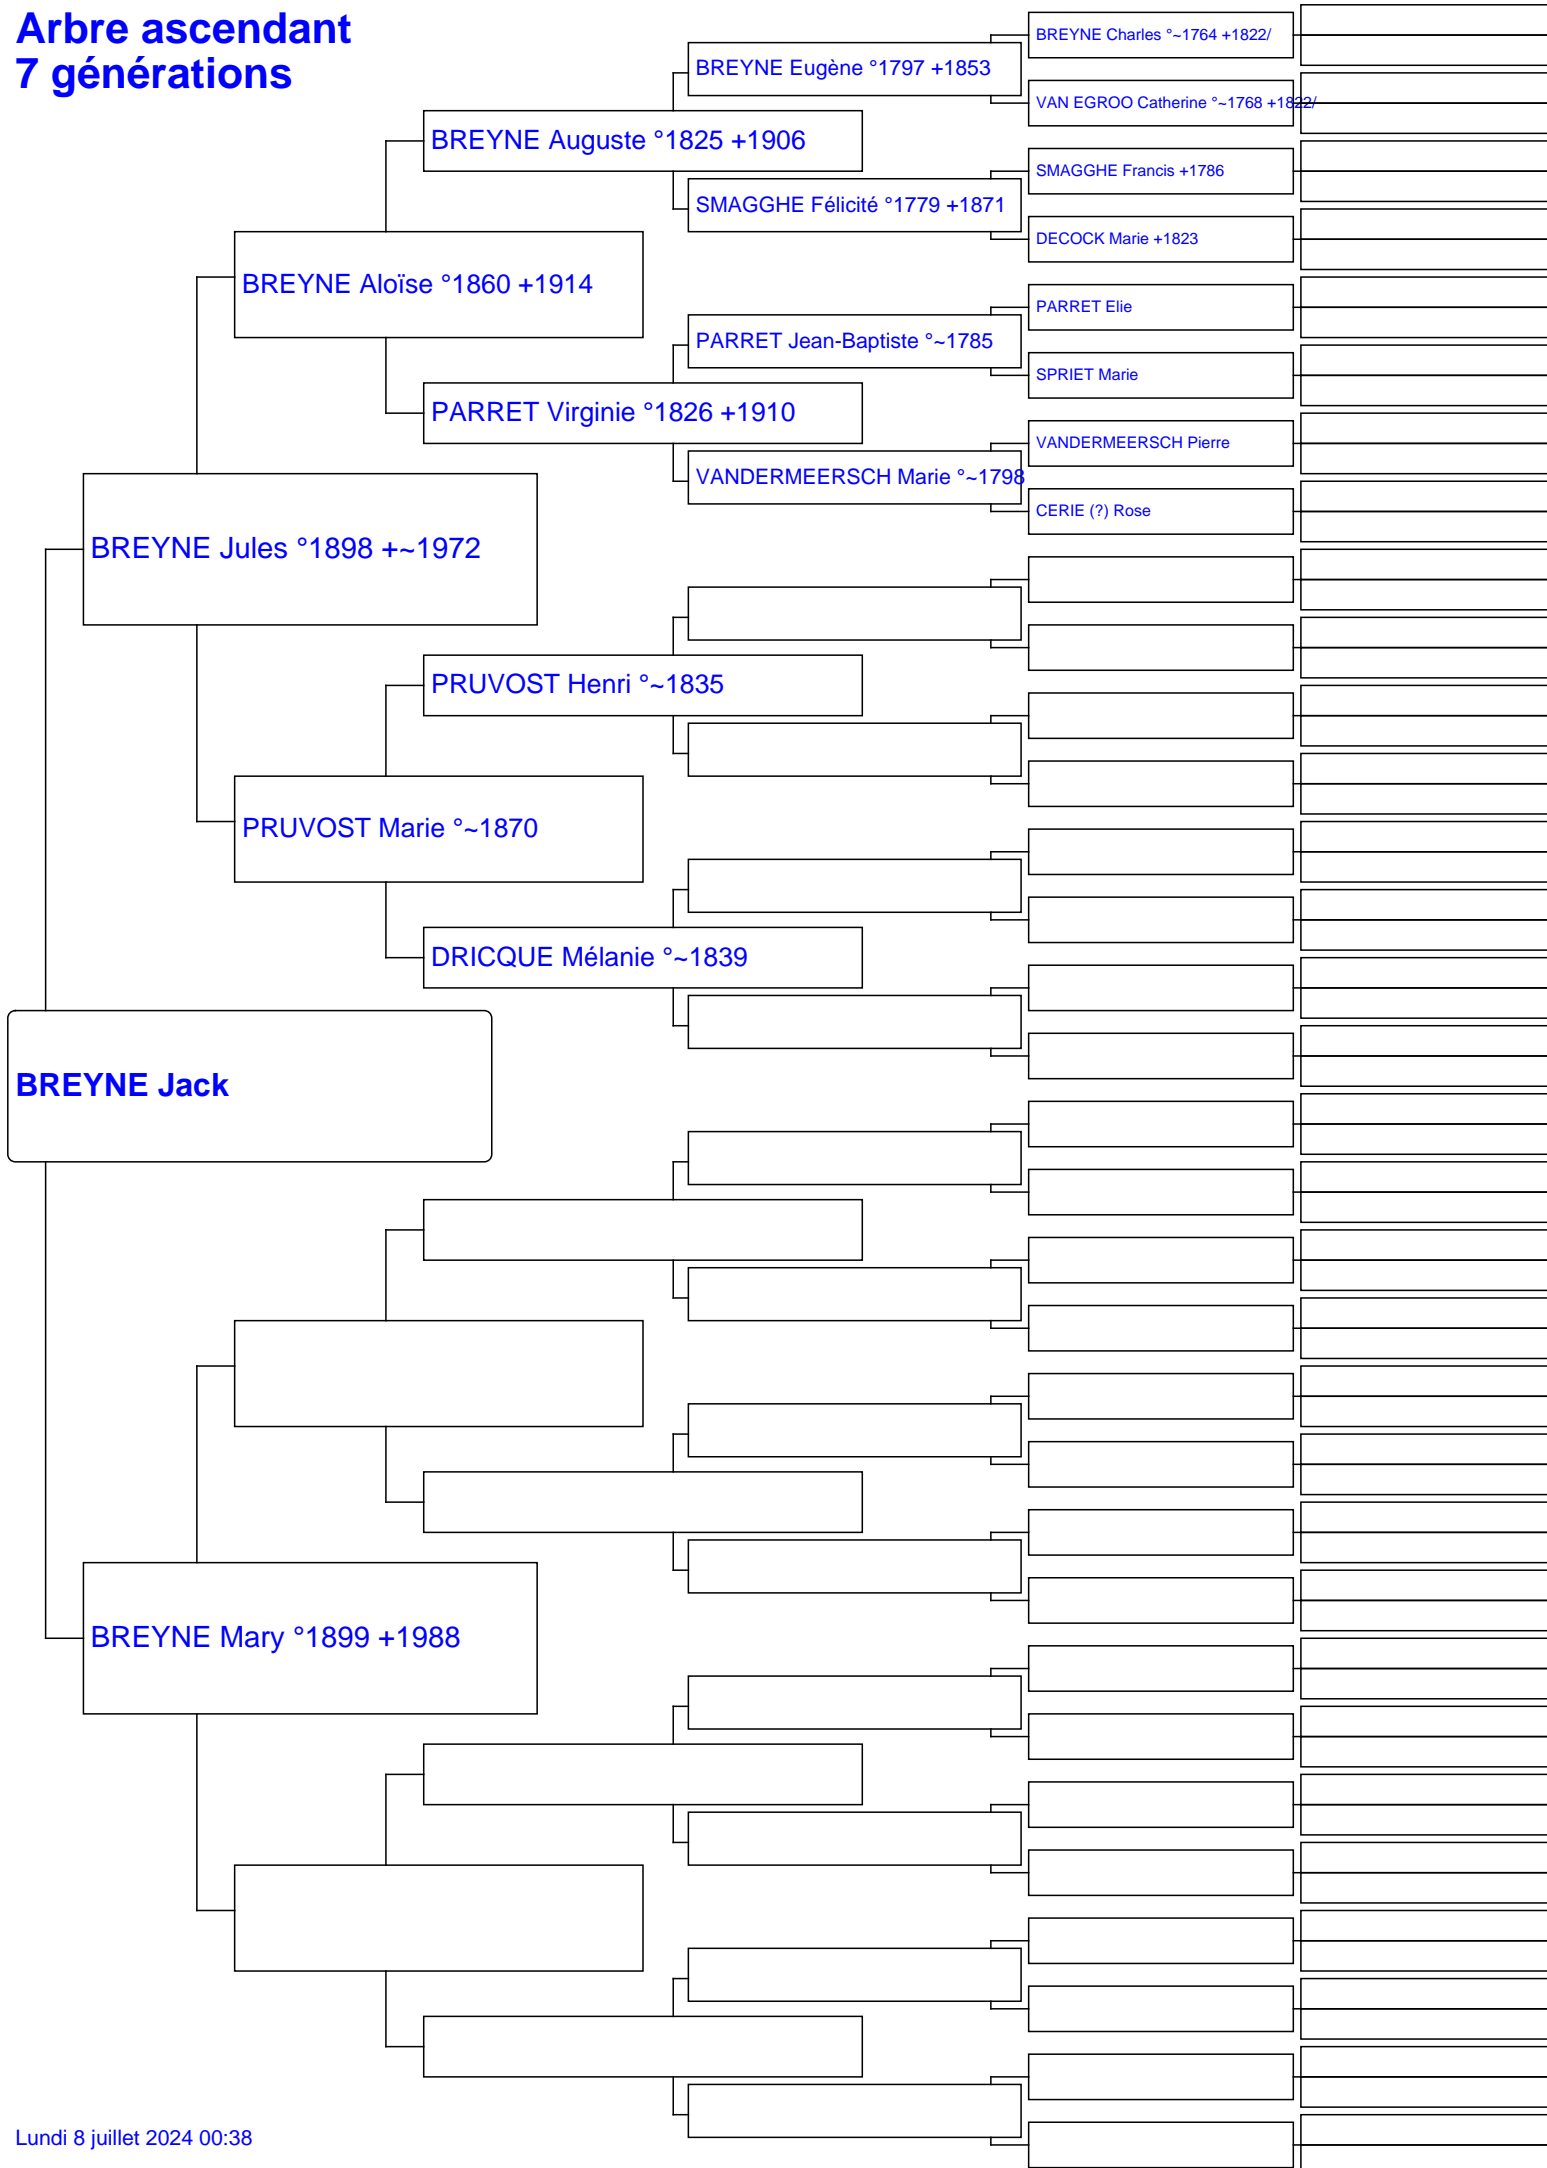 Arbre ascendant
7 générations
BREYNE Charles °~1764 +1822/
BREYNE Eugène °1797 +1853
VAN EGROO Catherine °~1768 +1822/
BREYNE Auguste °1825 +1906
SMAGGHE Francis +1786
SMAGGHE Félicité °1779 +1871
DECOCK Marie +1823
BREYNE Aloïse °1860 +1914
PARRET Elie
PARRET Jean-Baptiste °~1785
SPRIET Marie
PARRET Virginie °1826 +1910
VANDERMEERSCH Pierre
VANDERMEERSCH Marie °~1798
CERIE (?) Rose
BREYNE Jules °1898 +~1972
PRUVOST Henri °~1835
PRUVOST Marie °~1870
DRICQUE Mélanie °~1839
BREYNE Jack
BREYNE Mary °1899 +1988
Lundi 8 juillet 2024 00:38